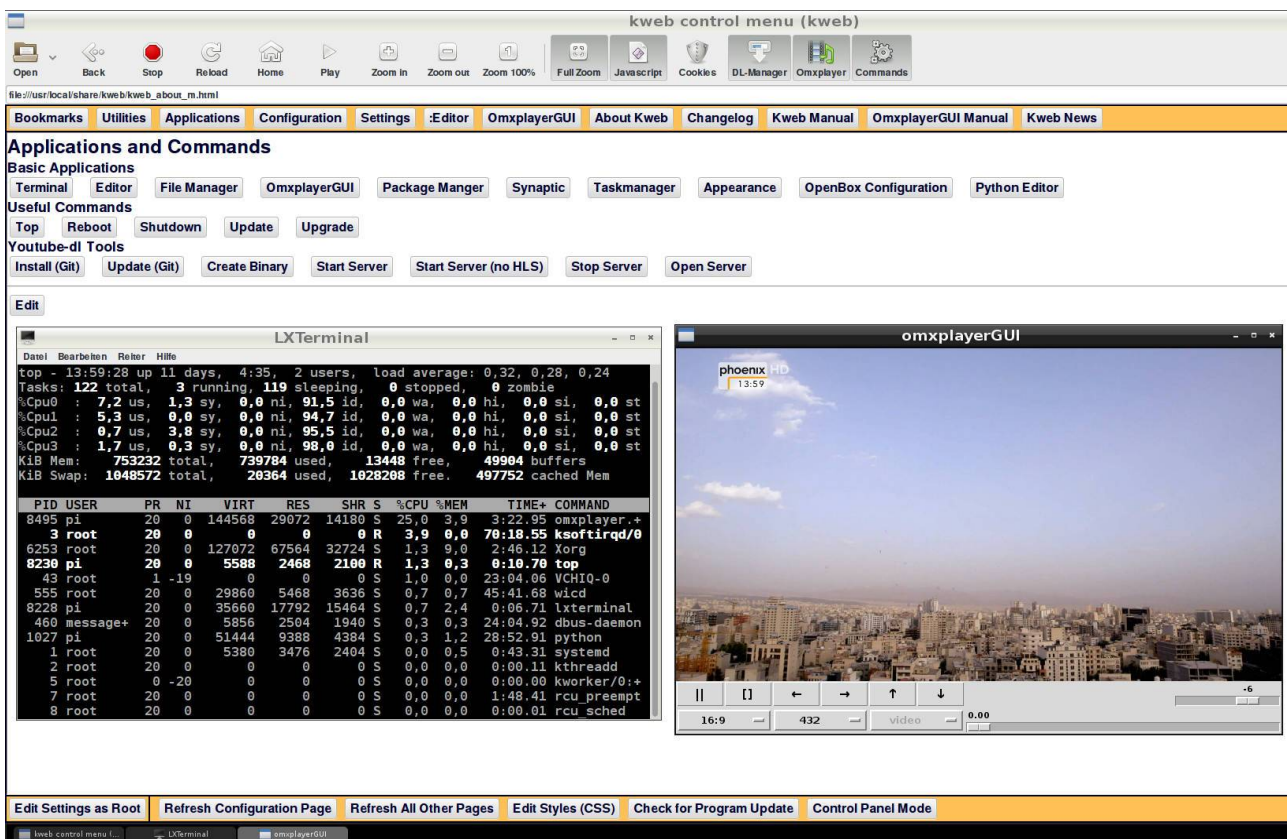 kweb control menu (kweb)
Open Back Stop Reload Home Play Zoom in Zoom out Zoom 100% Full Zoom Javascript Cookies DL-Manager Omxplayer Commands
file:///usr/local/share/kweb/kweb_about_m.html
Bookmarks Utilities Applications Configuration Settings :Editor OmxplayerGUI About Kweb Changelog Kweb Manual OmxplayerGUI Manual Kweb News
Applications and Commands
Basic Applications
Terminal Editor File Manager OmxplayerGUI Package Manger Synaptic Taskmanager Appearance OpenBox Configuration Python Editor
Useful Commands
Top Reboot Shutdown Update Upgrade
Youtube-dl Tools
Install (Git) Update (Git) Create Binary Start Server Start Server (no HLS) Stop Server Open Server
Edit
LXTerminal
Datei Bearbeiten Reiter Hilfe
top - 13:59:28 up 11 days, 4:35, 2 users, load average: 0,32, 0,28, 0,24
Tasks: 122 total, 3 running, 119 sleeping, 0 stopped, 0 zombie
%Cpu0 : 7,2 us, 1,3 sy, 0,0 ni, 91,5 id, 0,0 wa, 0,0 hi, 0,0 si, 0,0 st
%Cpu1 : 5,3 us, 0,0 sy, 0,0 ni, 94,7 id, 0,0 wa, 0,0 hi, 0,0 si, 0,0 st
%Cpu2 : 0,7 us, 3,8 sy, 0,0 ni, 95,5 id, 0,0 wa, 0,0 hi, 0,0 si, 0,0 st
%Cpu3 : 1,7 us, 0,3 sy, 0,0 ni, 98,0 id, 0,0 wa, 0,0 hi, 0,0 si, 0,0 st
KiB Mem: 753232 total, 739784 used, 13448 free, 49904 buffers
KiB Swap: 1048572 total, 20364 used, 1028208 free. 497752 cached Mem
PID USER PR NI VIRT RES SHR S %CPU %MEM TIME+ COMMAND
8495 pi 20 0 144568 29072 14180 S 25,0 3,9 3:22.95 omxplayer.+
3 root 20 0 0 0 0 R 3,9 0,0 70:18.55 ksoftirqd/0
6253 root 20 0 127072 67564 32724 S 1,3 9,0 2:46.12 Xorg
8230 pi 20 0 5588 2468 2100 R 1,3 0,3 0:10.70 top
43 root 1 -19 0 0 0 S 1,0 0,0 23:04.06 VCHIQ-0
555 root 20 0 29860 5468 3636 S 0,7 0,7 45:41.68 wicd
8228 pi 20 0 35660 17792 15464 S 0,7 2,4 0:06.71 lxterminal
460 message+ 20 0 5856 2504 1940 S 0,3 0,3 24:04.92 dbus-daemon
1027 pi 20 0 51444 9388 4384 S 0,3 1,2 28:52.91 python
1 root 20 0 5380 3476 2404 S 0,0 0,5 0:43.31 systemd
2 root 20 0 0 0 0 S 0,0 0,0 0:00.11 kthreadd
5 root 0 -20 0 0 0 S 0,0 0,0 0:00.00 kworker/0:+
7 root 20 0 0 0 0 S 0,0 0,0 1:48.41 rcu_preempt
8 root 20 0 0 0 0 S 0,0 0,0 0:00.01 rcu_sched
omxplayerGUI
phoenix HD
13:59
|| [] ← → ↑ ↓ -6
16:9 432 video 0.00
Edit Settings as Root Refresh Configuration Page Refresh All Other Pages Edit Styles (CSS) Check for Program Update Control Panel Mode
kweb control menu (... LXTerminal omxplayerGUI